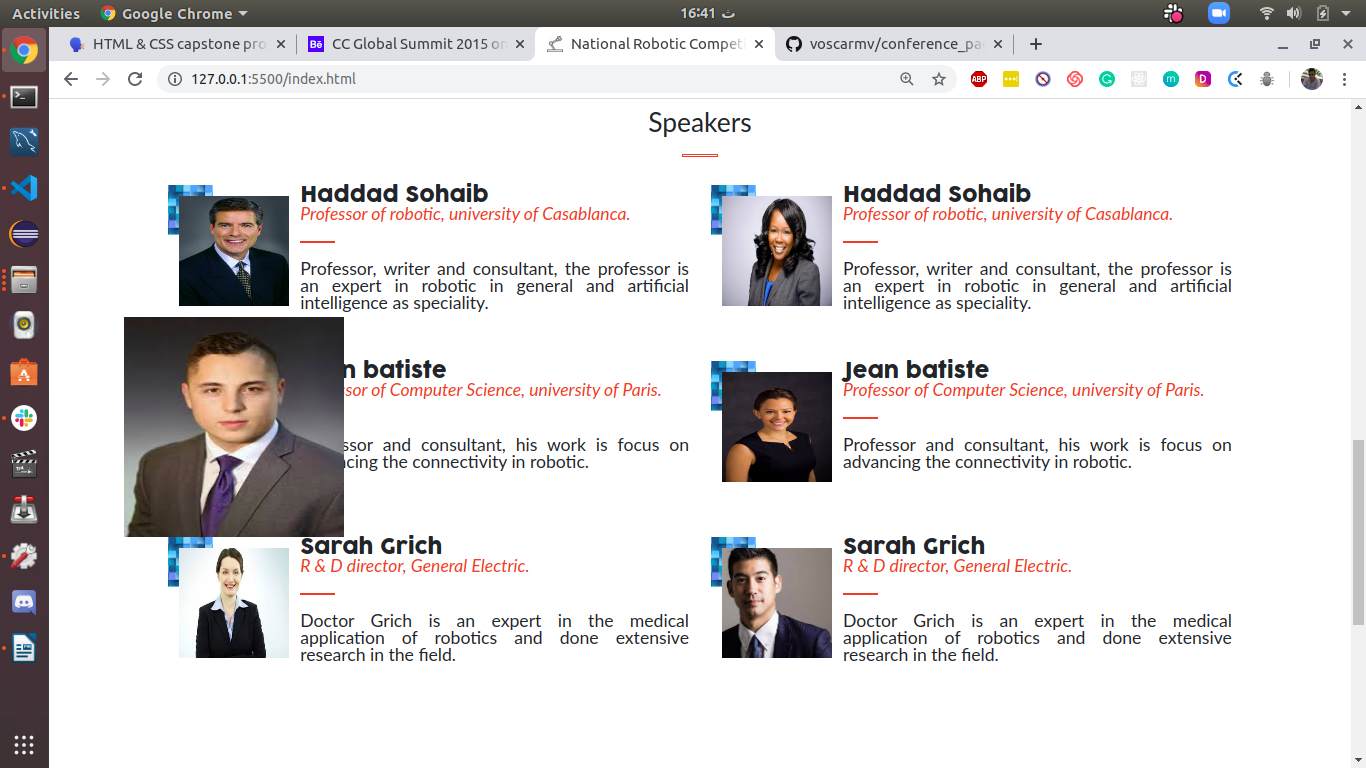 Activities
Google Chrome
16:41 ث
HTML & CSS capstone pro
Bē
CC Global Summit 2015 on
National Robotic Competi
voscarmv/conference_pa
127.0.0.1:5500/index.html
ABP
G
m
D
Speakers
Haddad Sohaib
Professor of robotic, university of Casablanca.
Professor, writer and consultant, the professor is
an expert in robotic in general and artificial
intelligence as speciality.
Haddad Sohaib
Professor of robotic, university of Casablanca.
Professor, writer and consultant, the professor is
an expert in robotic in general and artificial
intelligence as speciality.
n batiste
sor of Computer Science, university of Paris.
ssor and consultant, his work is focus on
ncing the connectivity in robotic.
Jean batiste
Professor of Computer Science, university of Paris.
Professor and consultant, his work is focus on
advancing the connectivity in robotic.
Sarah Grich
R & D director, General Electric.
Doctor Grich is an expert in the medical
application of robotics and done extensive
research in the field.
Sarah Grich
R & D director, General Electric.
Doctor Grich is an expert in the medical
application of robotics and done extensive
research in the field.